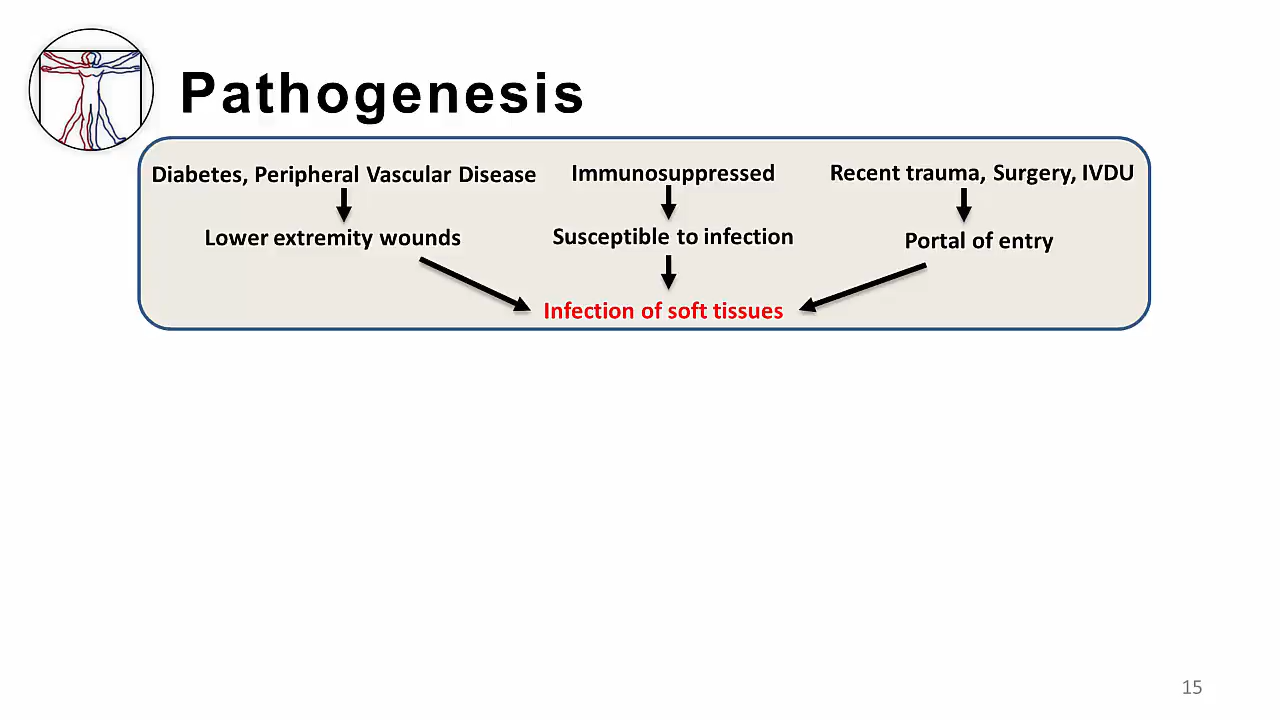 Pathogenesis
Diabetes, Peripheral Vascular Disease
Immunosuppressed
Recent trauma, Surgery, IVDU
Lower extremity wounds
Susceptible to infection
Portal of entry
Infection of soft tissues
15